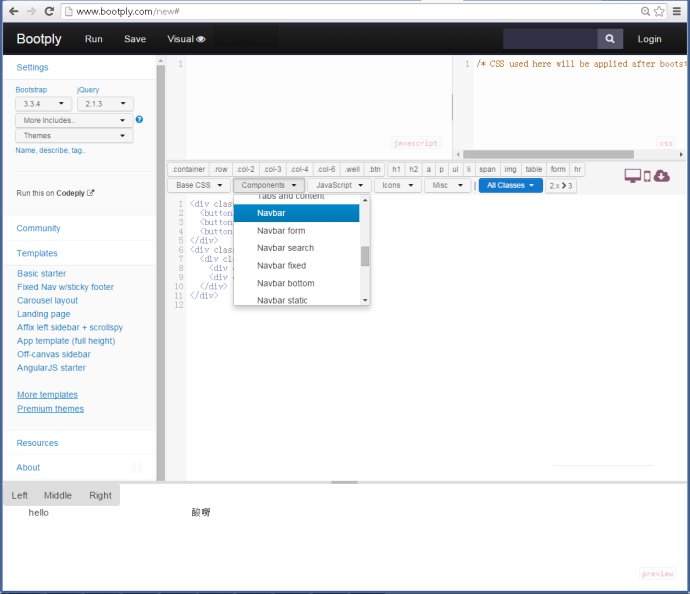 www.bootply.com/new#
Bootply Run Save Visual Login
Settings
Bootstrap jQuery
3.3.4 2.1.3
More Includes..
Themes
Name, describe, tag..
Run this on Codeply
Community
Templates
Basic starter
Fixed Nav w/sticky footer
Carousel layout
Landing page
Affix left sidebar + scrollspy
App template (full height)
Off-canvas sidebar
AngularJS starter
More templates
Premium themes
Resources
About
1
javascript
1 /* CSS used here will be applied after bootst
css
.container .row .col-2 .col-3 .col-4 .col-6 .well .btn h1 h2 a p ul li span img table form hr
Base CSS Components JavaScript Icons Misc | All Classes 2.x > 3
Tabs and content
Navbar
Navbar form
Navbar search
Navbar fixed
Navbar bottom
Navbar static
1 <div clas
2 <button
3 <button
4 <button
5 </div>
6 <div clas
7 <div cl
8 <div
9 <div
10 </div>
11 </div>
12
Left Middle Right
hello
preview